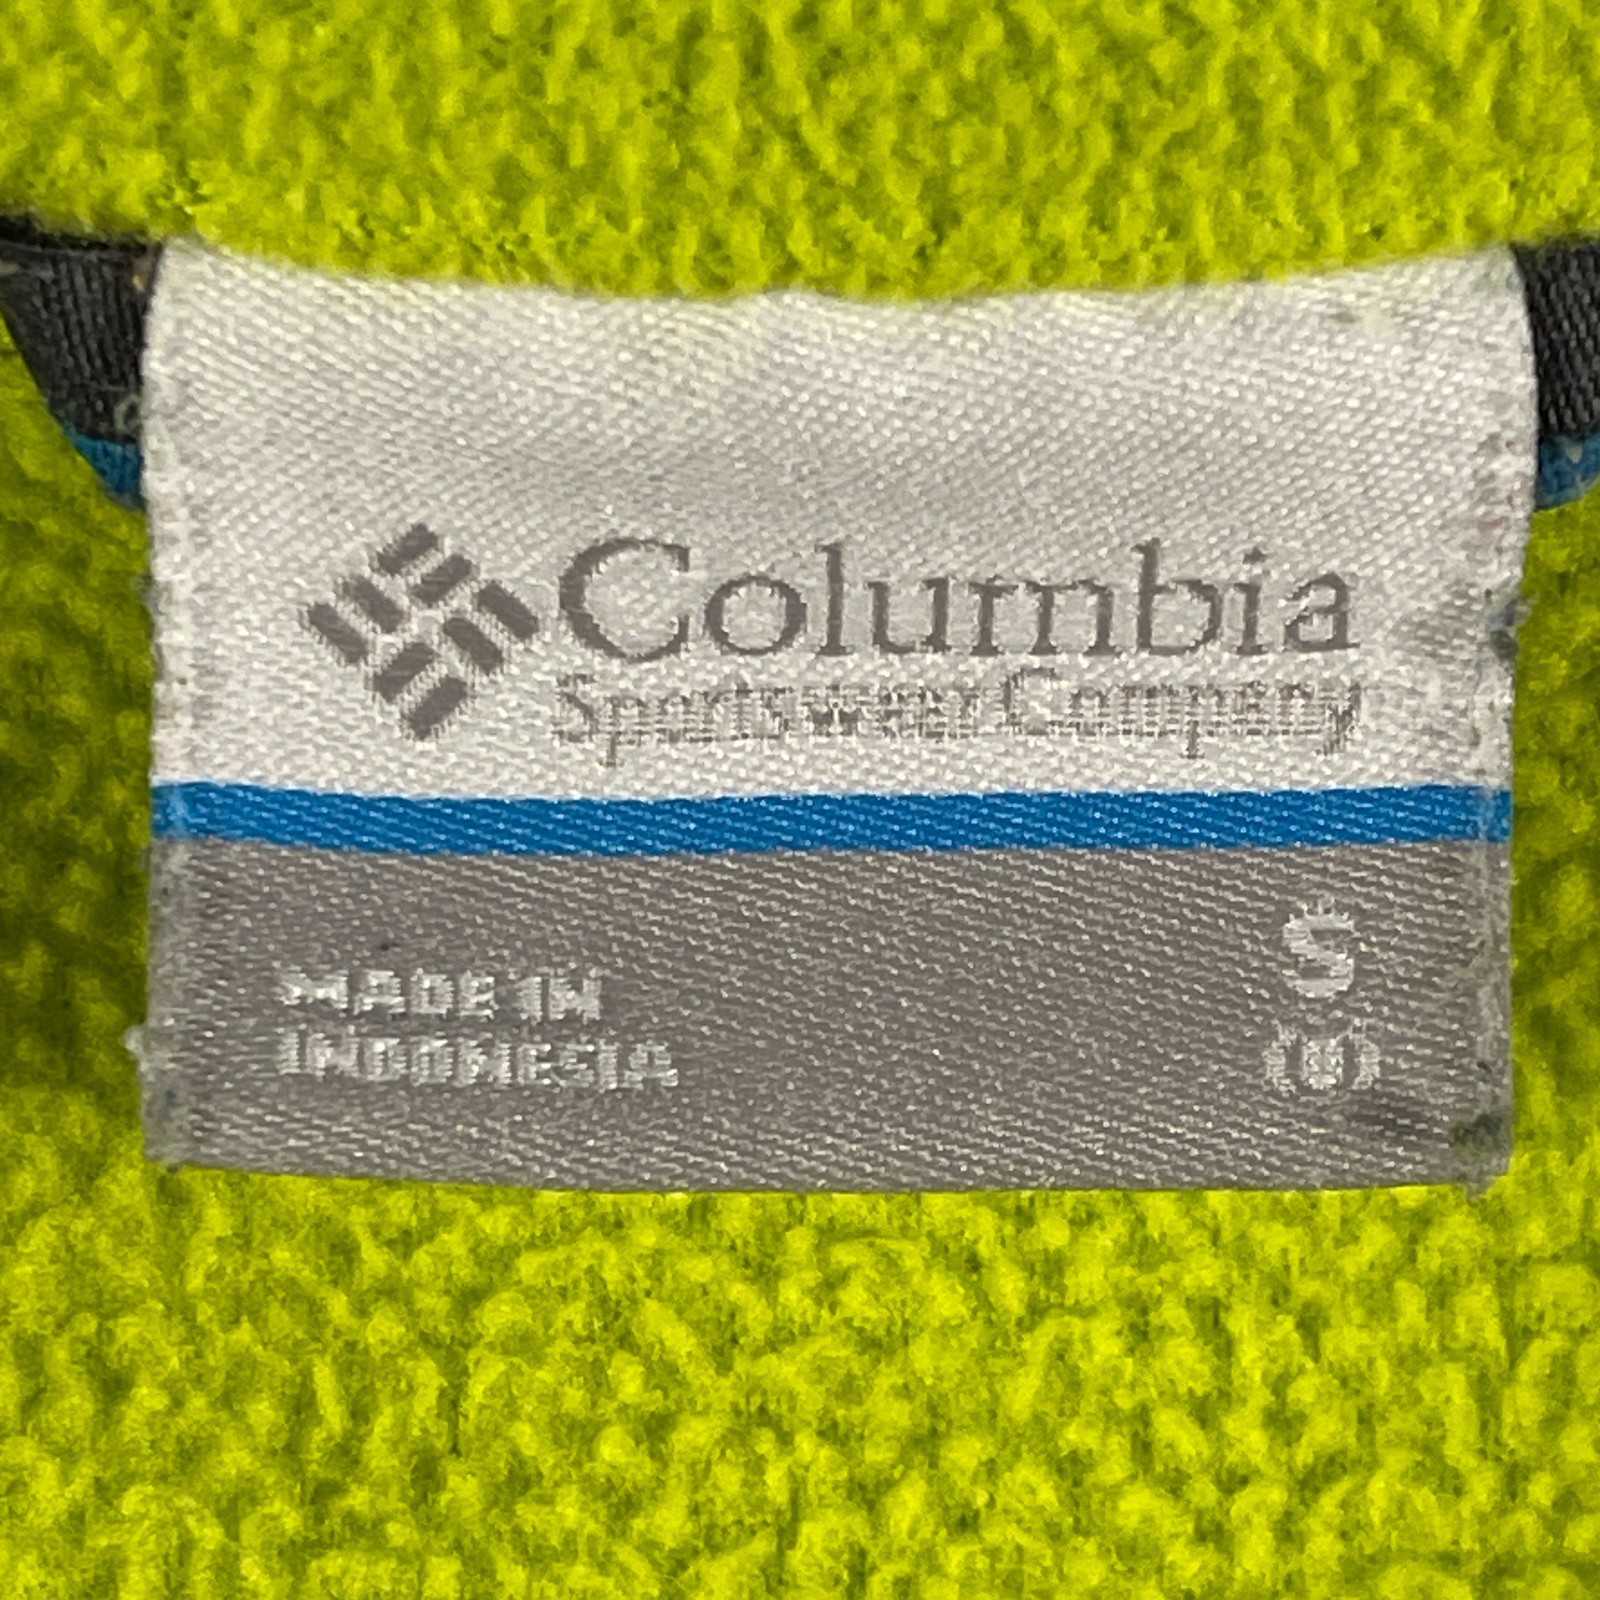 Columbia
Sportswear Company
S
MADE IN
INDONESIA